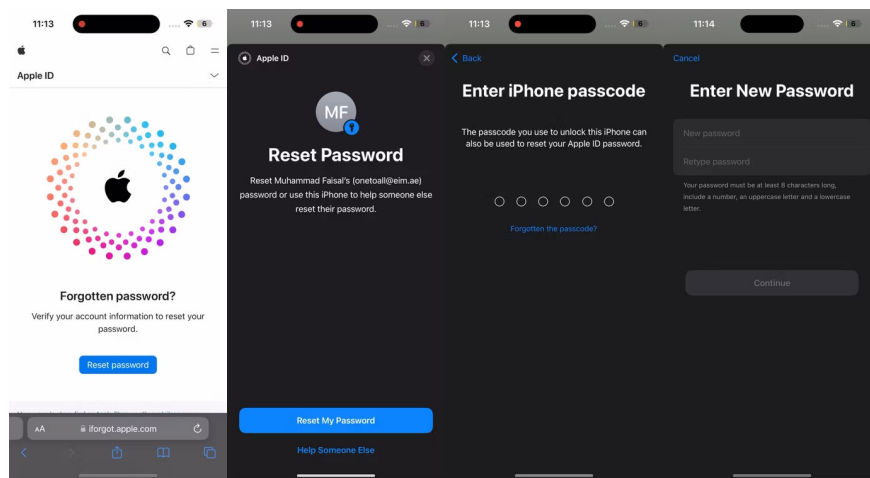 11:13
6
Apple ID
Forgotten password?
Verify your account information to reset your
password.
Reset password
AA
iforgot.apple.com
11:13
6
Apple ID
MF
Reset Password
Reset Muhammad Faisal's (onetoall@eim.ae)
password or use this iPhone to help someone else
reset their password.
Reset My Password
Help Someone Else
11:13
6
Back
Enter iPhone passcode
The passcode you use to unlock this iPhone can
also be used to reset your Apple ID password.
Forgotten the passcode?
11:14
6
Cancel
Enter New Password
New password
Retype password
Your password must be at least 8 characters long,
include a number, an uppercase letter and a lowercase
letter.
Continue